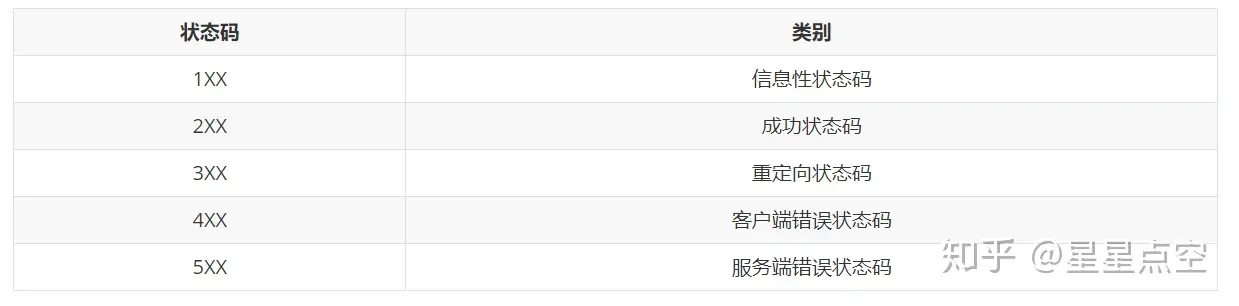 状态码 类别
1XX 信息性状态码
2XX 成功状态码
3XX 重定向状态码
4XX 客户端错误状态码
5XX 服务端错误状态码
知乎 @星星点空